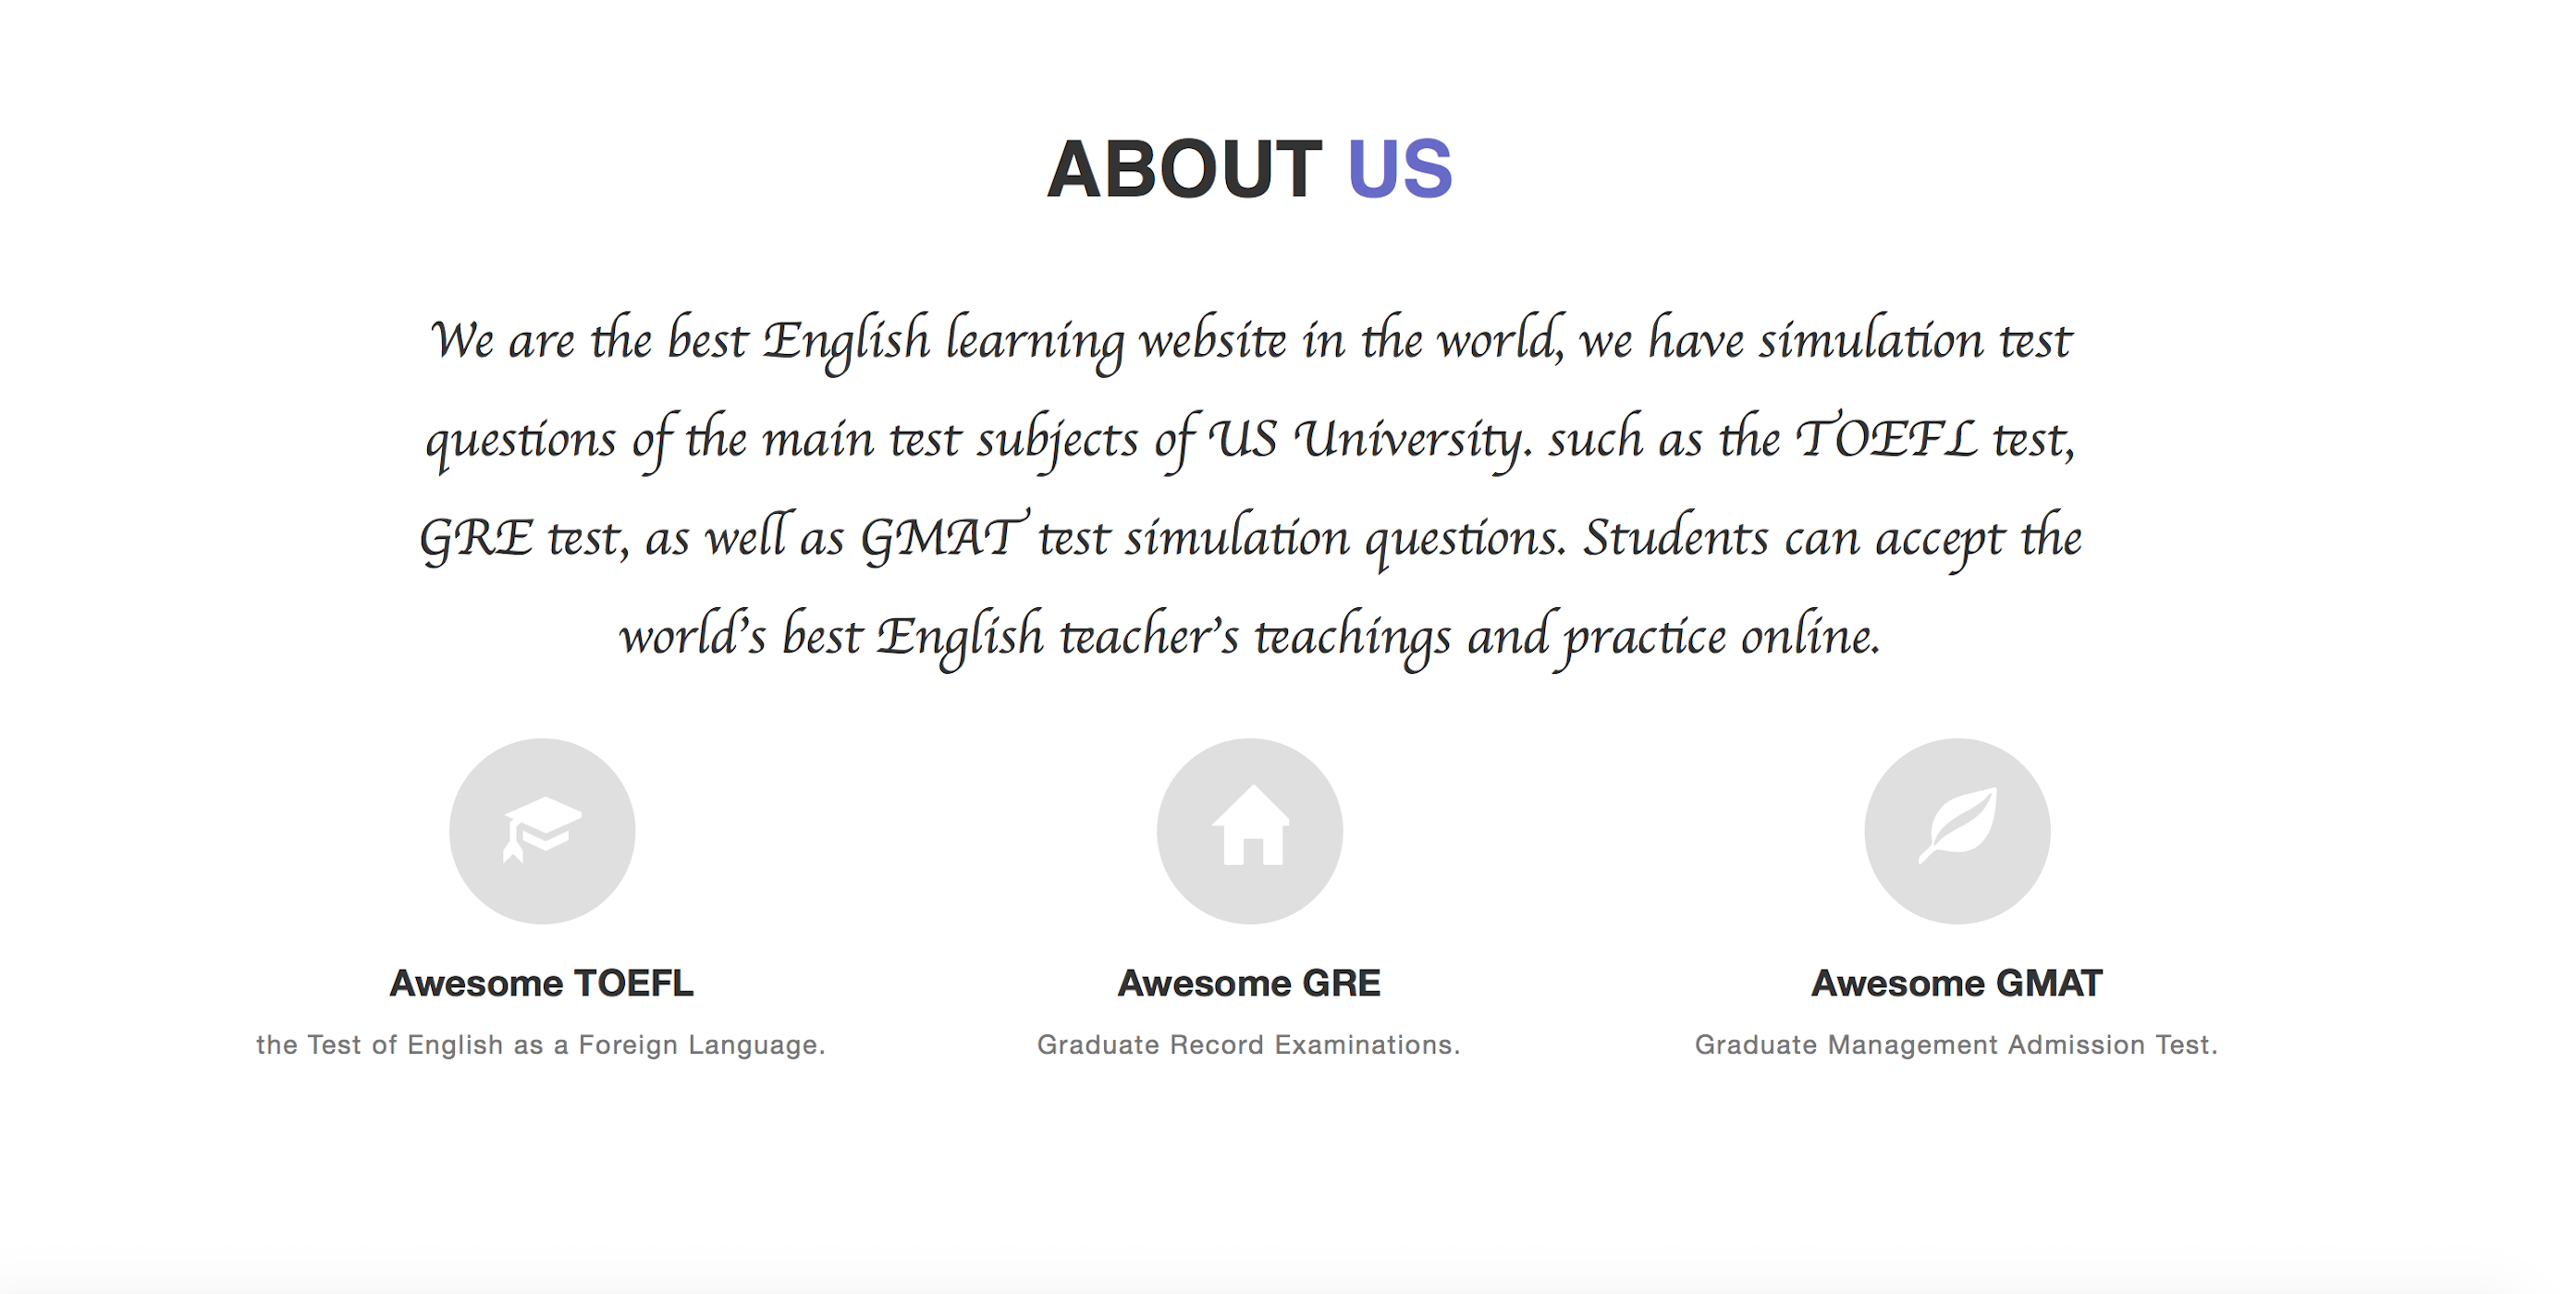 ABOUT US
We are the best English learning website in the world, we have simulation test
questions of the main test subjects of US University. such as the TOEFL test,
GRE test, as well as GMAT test simulation questions. Students can accept the
world's best English teacher's teachings and practice online.
Awesome TOEFL
the Test of English as a Foreign Language.
Awesome GRE
Graduate Record Examinations.
Awesome GMAT
Graduate Management Admission Test.